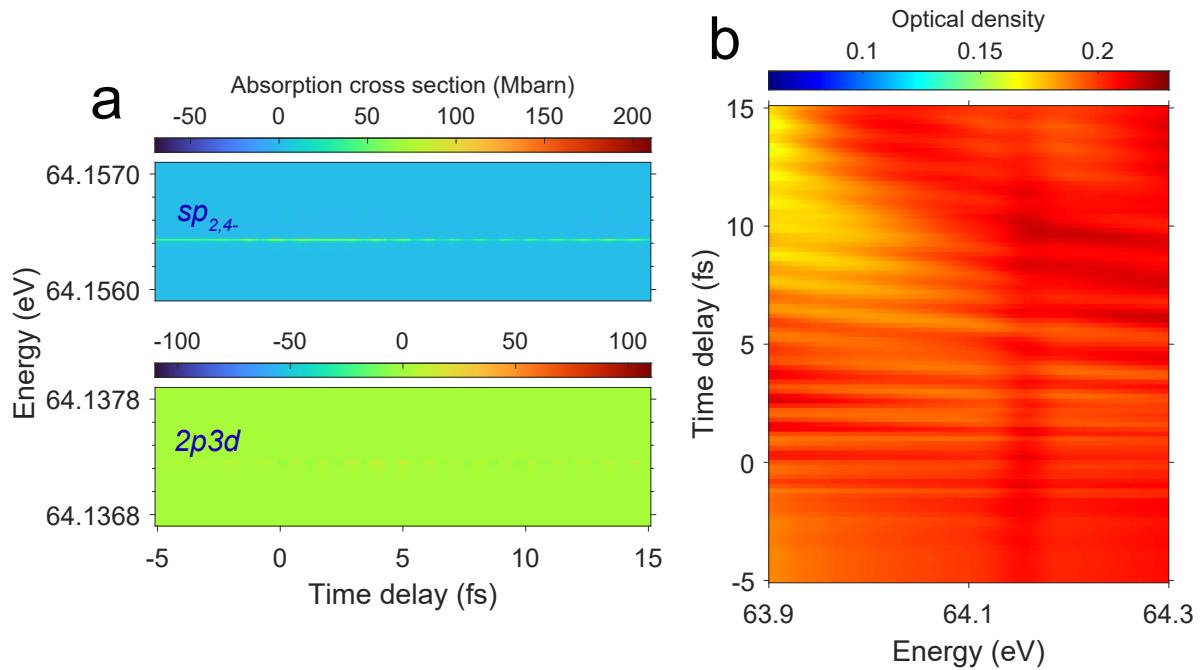 a
Absorption cross section (Mbarn)
-50 0 50 100 150 200
64.1570
sp2,4-
64.1560
Energy (eV)
-100 -50 0 50 100
64.1378
2p3d
64.1368
-5 0 5 10 15
Time delay (fs)
b
Optical density
0.1 0.15 0.2
15
10
5
0
-5
Time delay (fs)
63.9 64.1 64.3
Energy (eV)